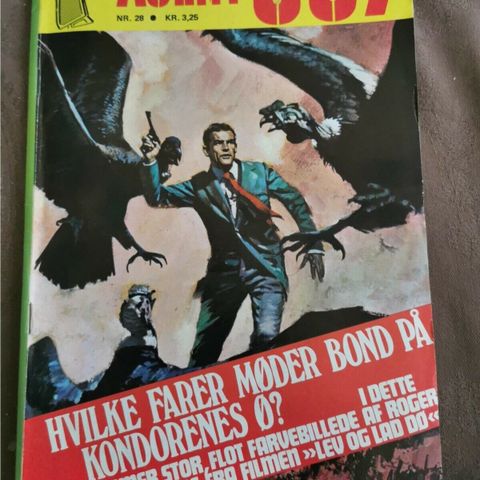 AGENT 007
NR. 28 • KR. 3,25
HVILKE FARER MØDER BOND PÅ
KONDORENES Ø?
I DETTE
STOR, FLOT FARVEBILLEDE AF ROGER
FRA FILMEN »LEV OG LAD DØ«